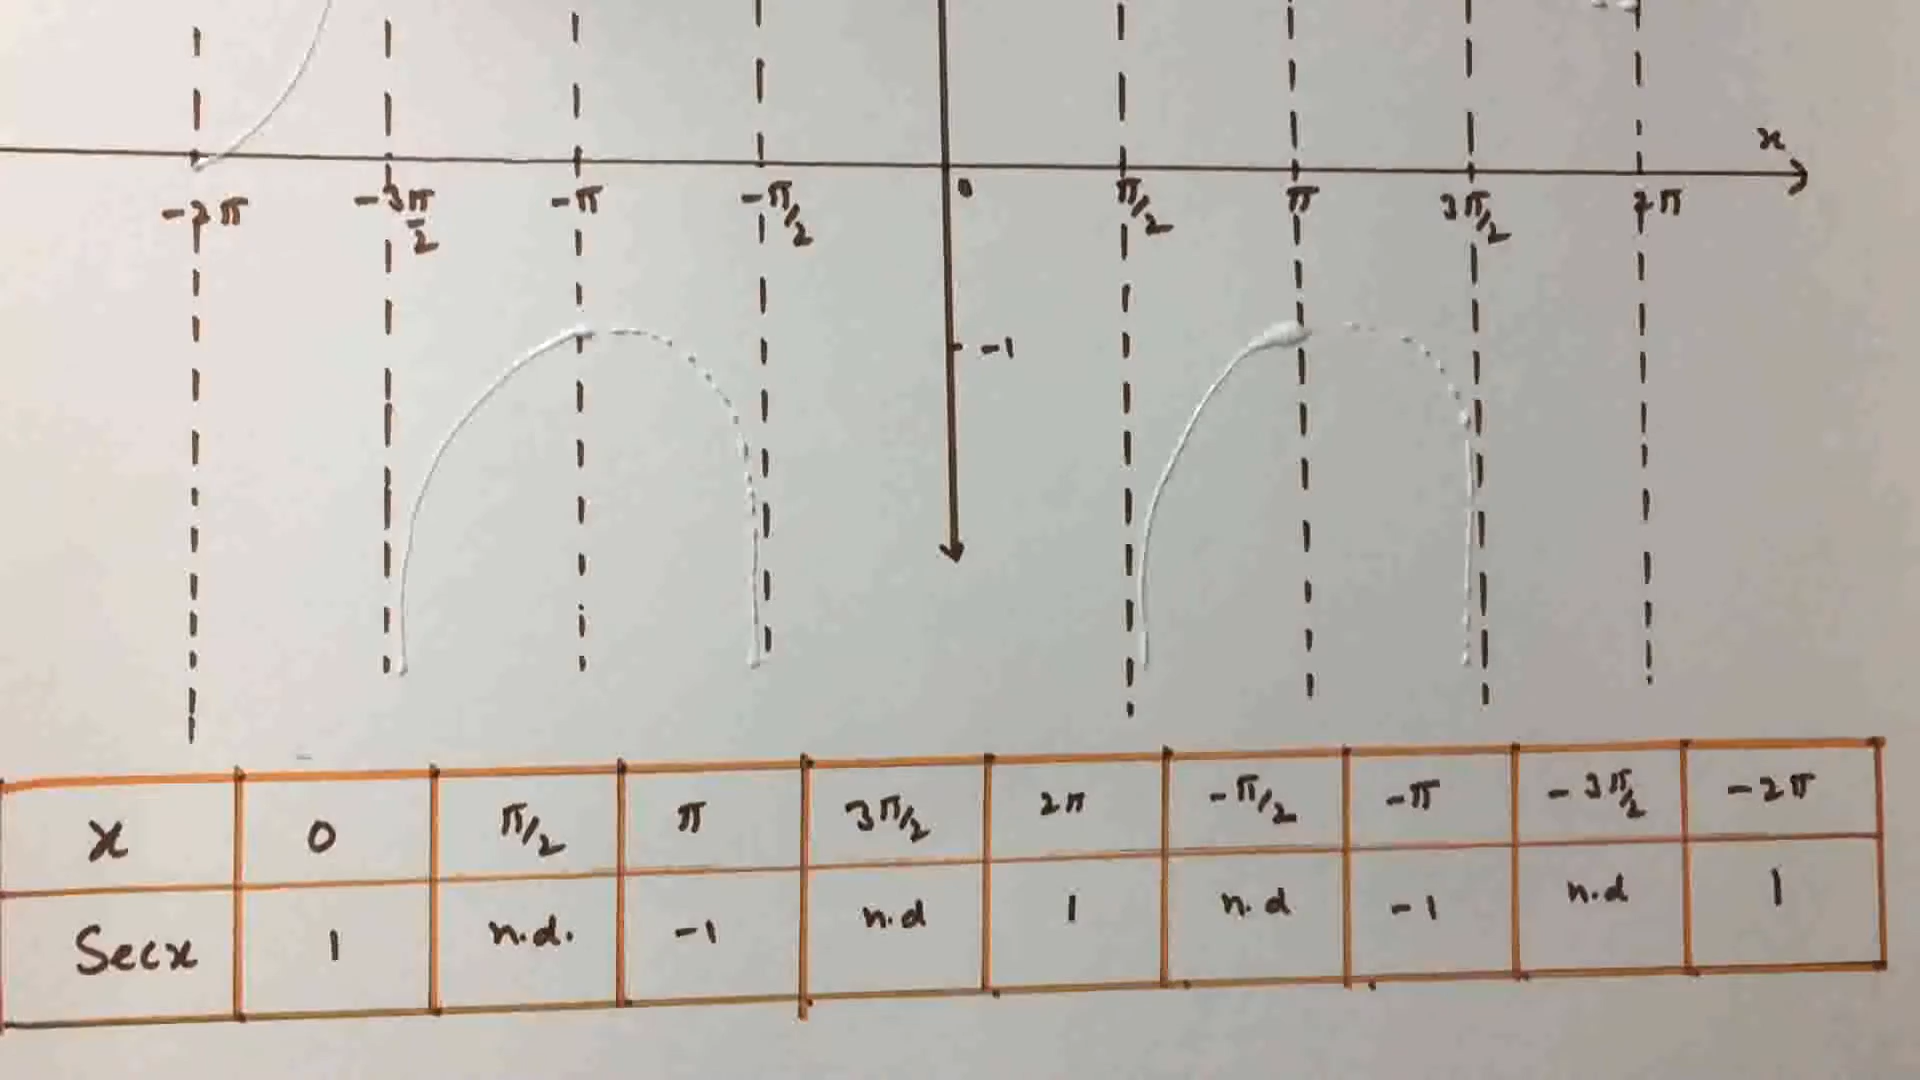 x
-2π -3π/2 -π -π/2 0 π/2 π 3π/2 2π
-1
x 0 π/2 π 3π/2 2π -π/2 -π -3π/2 -2π
Secx 1 n.d. -1 n.d 1 n.d -1 n.d 1